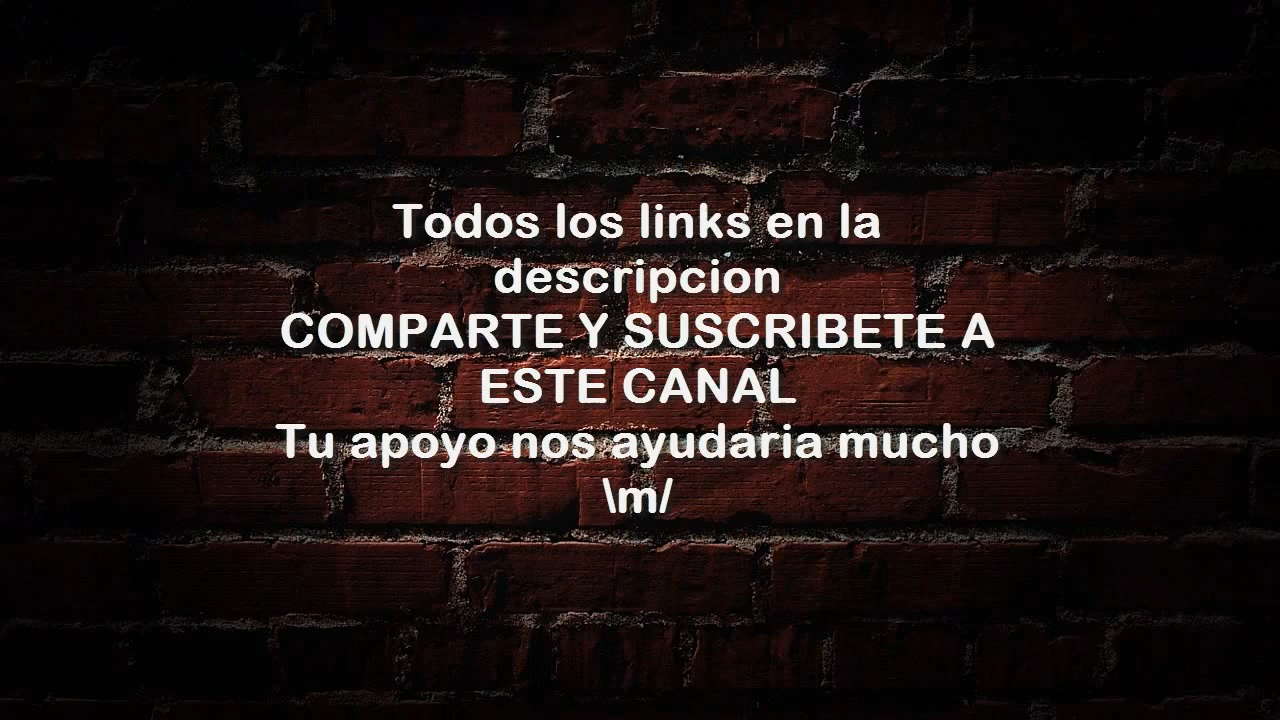 Todos los links en la
descripcion
COMPARTE Y SUSCRIBETE A
ESTE CANAL
Tu apoyo nos ayudaria mucho
\m/